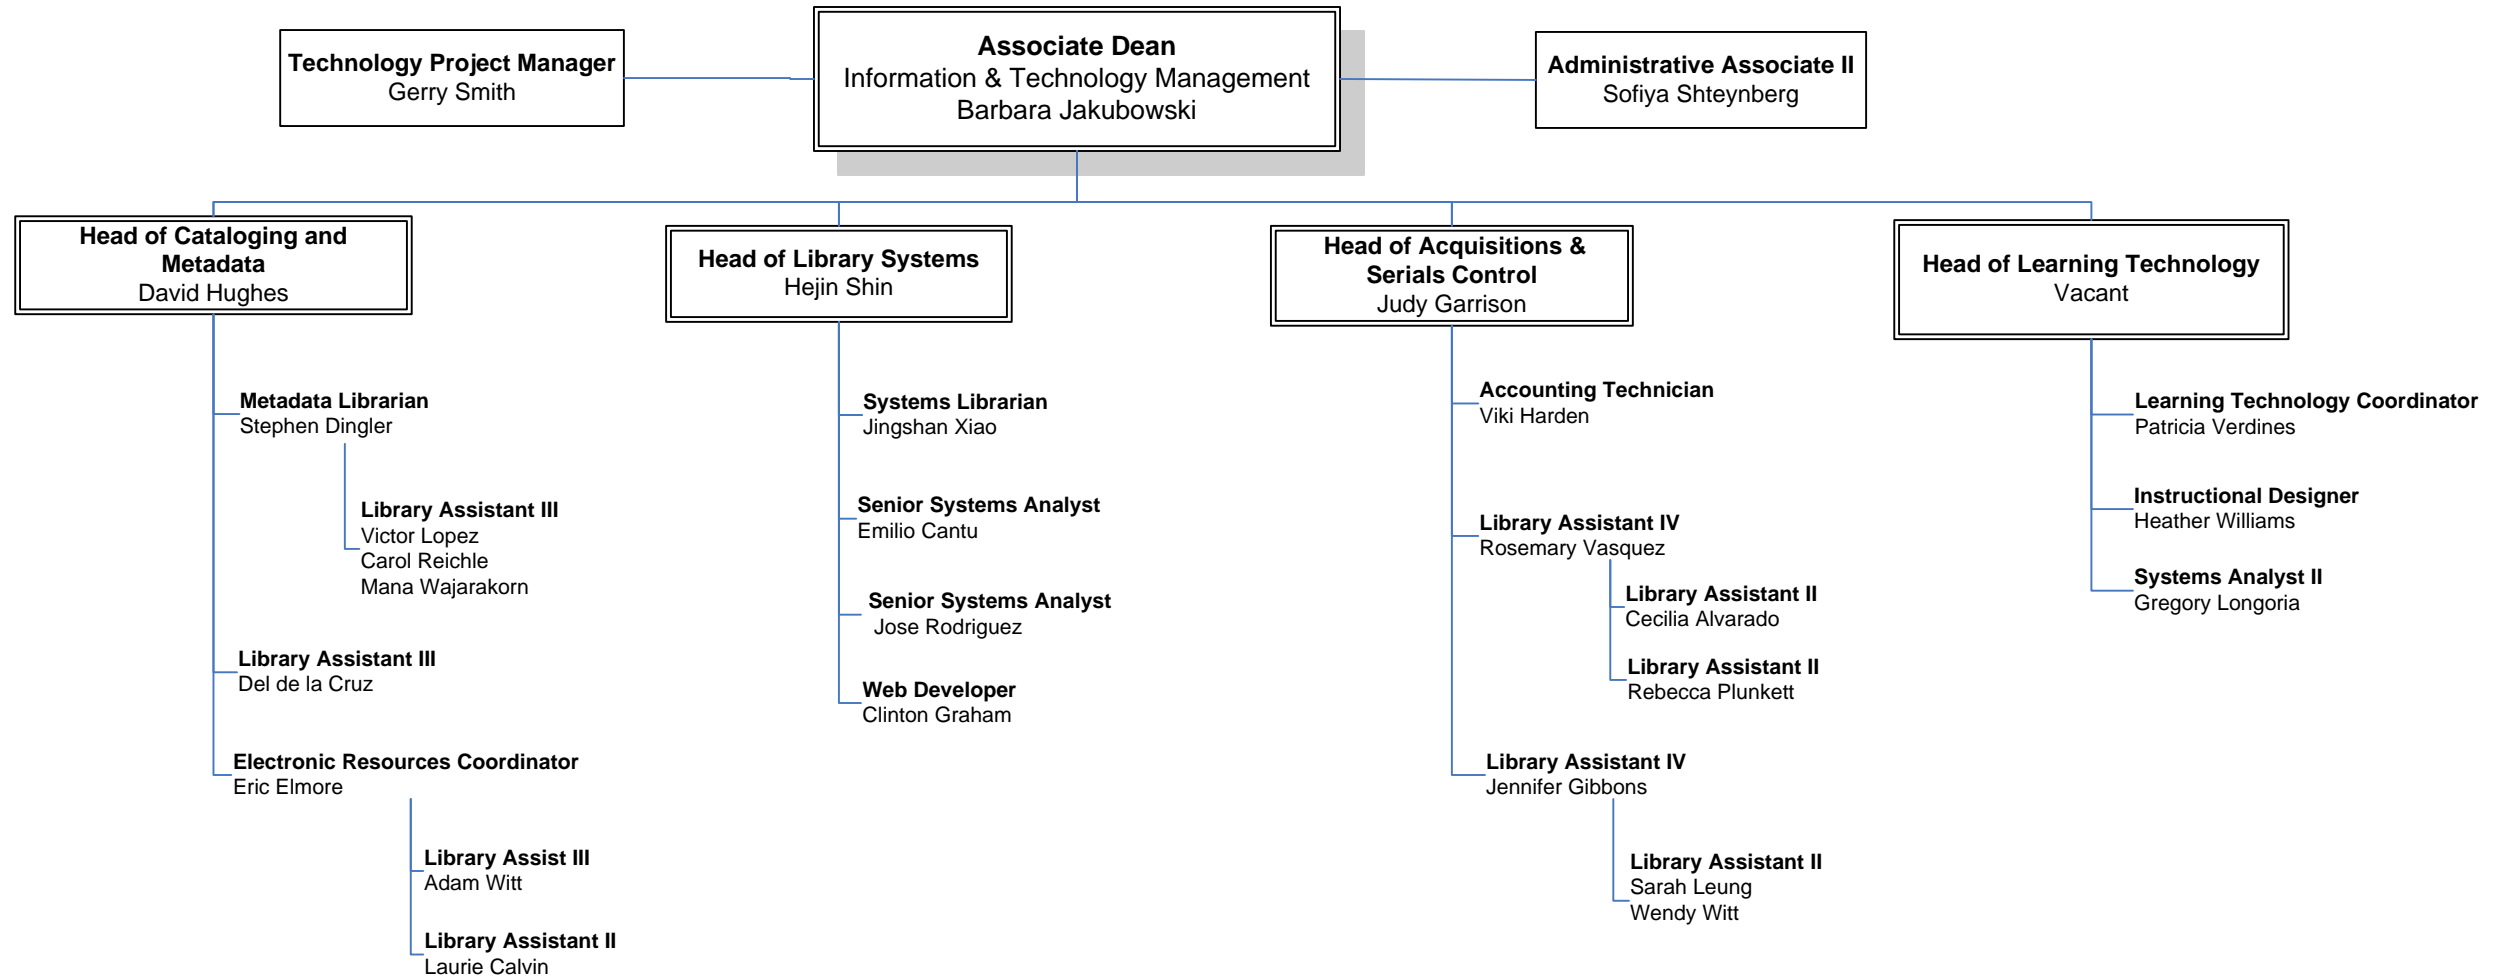 Technology Project Manager
Gerry Smith
Associate Dean
Information & Technology Management
Barbara Jakubowski
Administrative Associate II
Sofiya Shteynberg
Head of Cataloging and
Metadata
David Hughes
Metadata Librarian
Stephen Dingler
Library Assistant III
Victor Lopez
Carol Reichle
Mana Wajarakorn
Library Assistant III
Del de la Cruz
Electronic Resources Coordinator
Eric Elmore
Library Assist III
Adam Witt
Library Assistant II
Laurie Calvin
Head of Library Systems
Hejin Shin
Systems Librarian
Jingshan Xiao
Senior Systems Analyst
Emilio Cantu
Senior Systems Analyst
Jose Rodriguez
Web Developer
Clinton Graham
Head of Acquisitions &
Serials Control
Judy Garrison
Accounting Technician
Viki Harden
Library Assistant IV
Rosemary Vasquez
Library Assistant II
Cecilia Alvarado
Library Assistant II
Rebecca Plunkett
Library Assistant IV
Jennifer Gibbons
Library Assistant II
Sarah Leung
Wendy Witt
Head of Learning Technology
Vacant
Learning Technology Coordinator
Patricia Verdines
Instructional Designer
Heather Williams
Systems Analyst II
Gregory Longoria